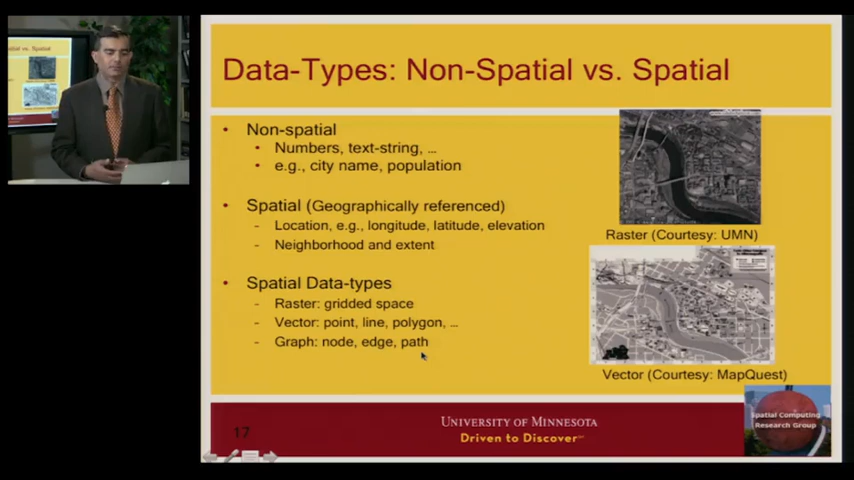 Data-Types: Non-Spatial vs. Spatial
• Non-spatial
• Numbers, text-string, ...
• e.g., city name, population
• Spatial (Geographically referenced)
- Location, e.g., longitude, latitude, elevation
- Neighborhood and extent
• Spatial Data-types
- Raster: gridded space
- Vector: point, line, polygon, ...
- Graph: node, edge, path
Raster (Courtesy: UMN)
Vector (Courtesy: MapQuest)
17
UNIVERSITY OF MINNESOTA
Driven to Discover
Spatial Computing
Research Group